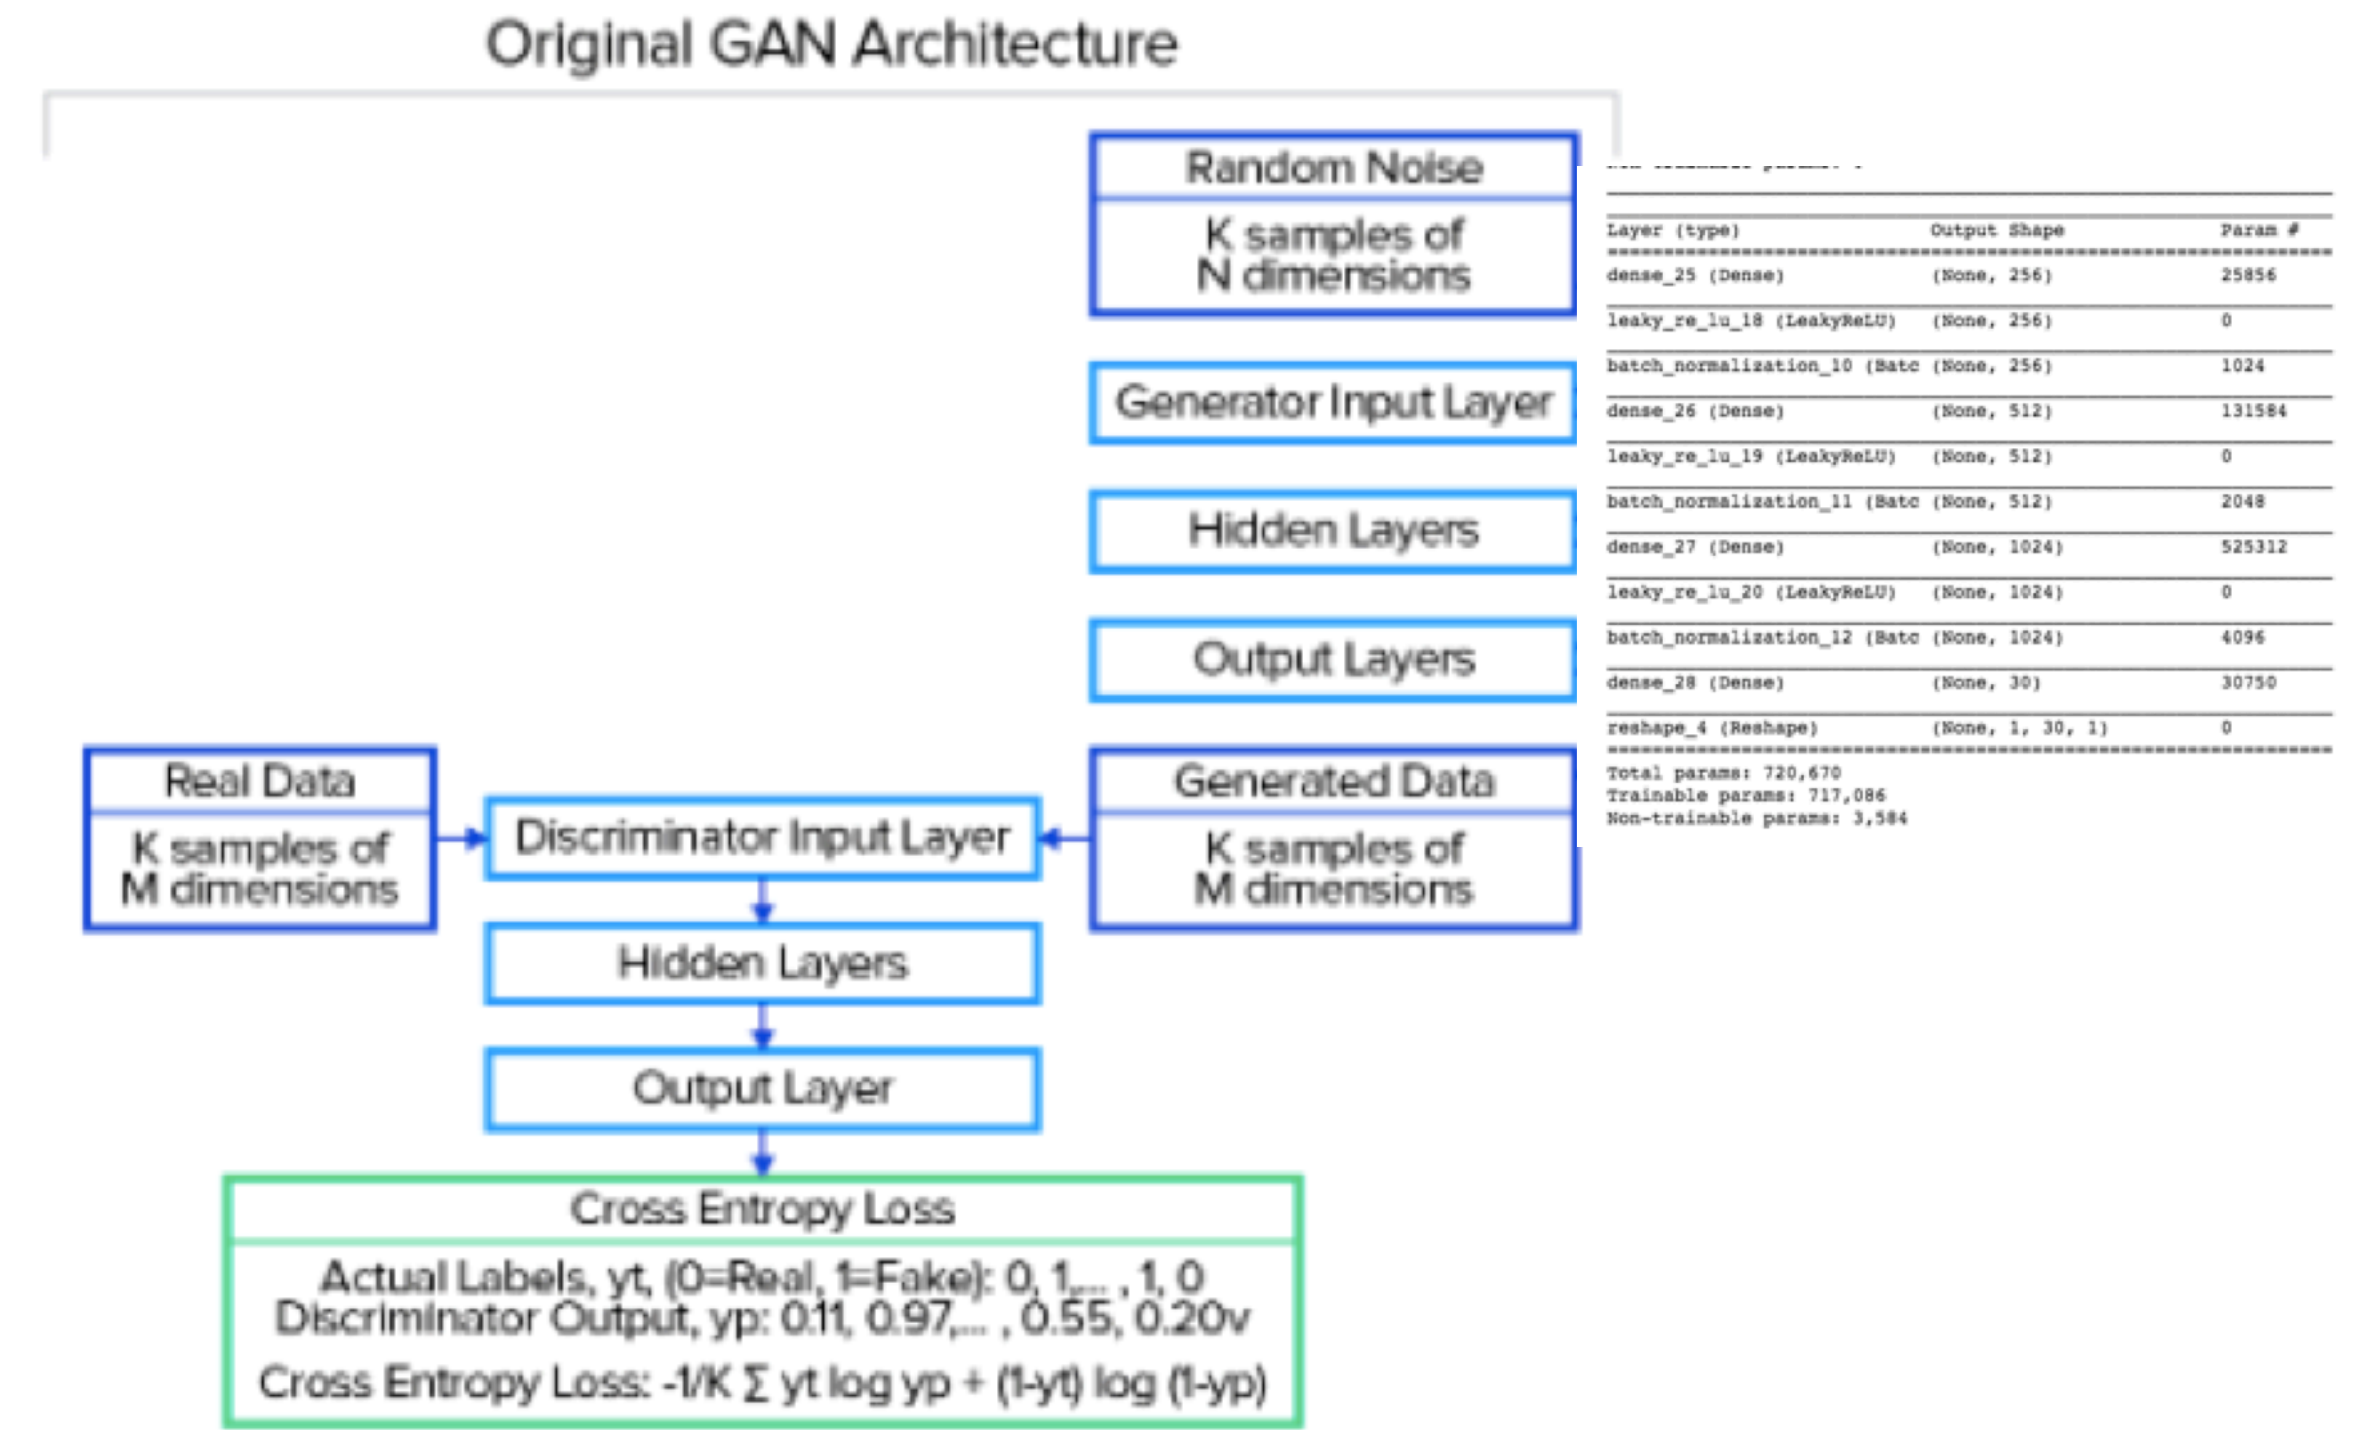 Original GAN Architecture
Random Noise
K samples of
N dimensions
Generator Input Layer
Hidden Layers
Output Layers
Real Data
K samples of
M dimensions
Discriminator Input Layer
Generated Data
K samples of
M dimensions
Hidden Layers
Output Layer
Cross Entropy Loss
Actual Labels, yt, (0=Real, 1=Fake): 0, 1,... , 1, 0
Discriminator Output, yp: 0.11, 0.97,... , 0.55, 0.20v
Cross Entropy Loss: -1/K ∑ yt log yp + (1-yt) log (1-yp)
Layer (type) Output Shape Param #
dense_25 (Dense) (None, 256) 25856
leaky_re_lu_18 (LeakyReLU) (None, 256) 0
batch_normalization_10 (Batc (None, 256) 1024
dense_26 (Dense) (None, 512) 131584
leaky_re_lu_19 (LeakyReLU) (None, 512) 0
batch_normalization_11 (Batc (None, 512) 2048
dense_27 (Dense) (None, 1024) 525312
leaky_re_lu_20 (LeakyReLU) (None, 1024) 0
batch_normalization_12 (Batc (None, 1024) 4096
dense_28 (Dense) (None, 30) 30750
reshape_4 (Reshape) (None, 1, 30, 1) 0
Total params: 720,670
Trainable params: 717,086
Non-trainable params: 3,584